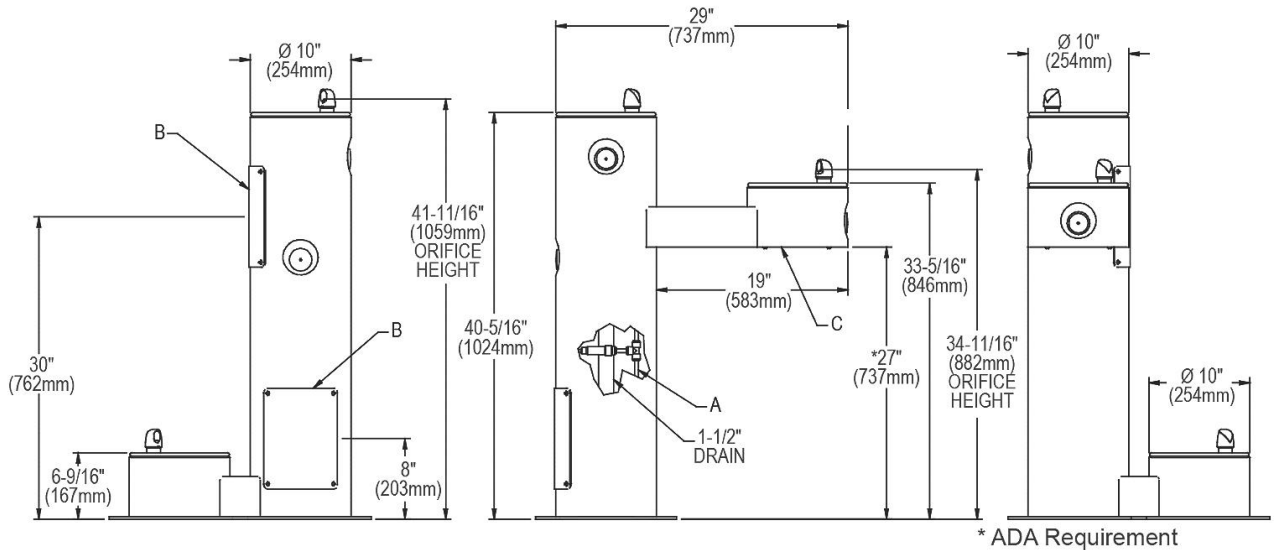 Ø 10"
(254mm)
B
30"
(762mm)
6-9/16"
(167mm)
B
8"
(203mm)
41-11/16"
(1059mm)
ORIFICE
HEIGHT
29"
(737mm)
40-5/16"
(1024mm)
19"
(583mm)
C
A
1-1/2"
DRAIN
*27"
(737mm)
33-5/16"
(846mm)
34-11/16"
(882mm)
ORIFICE
HEIGHT
Ø 10"
(254mm)
Ø 10"
(254mm)
* ADA Requirement